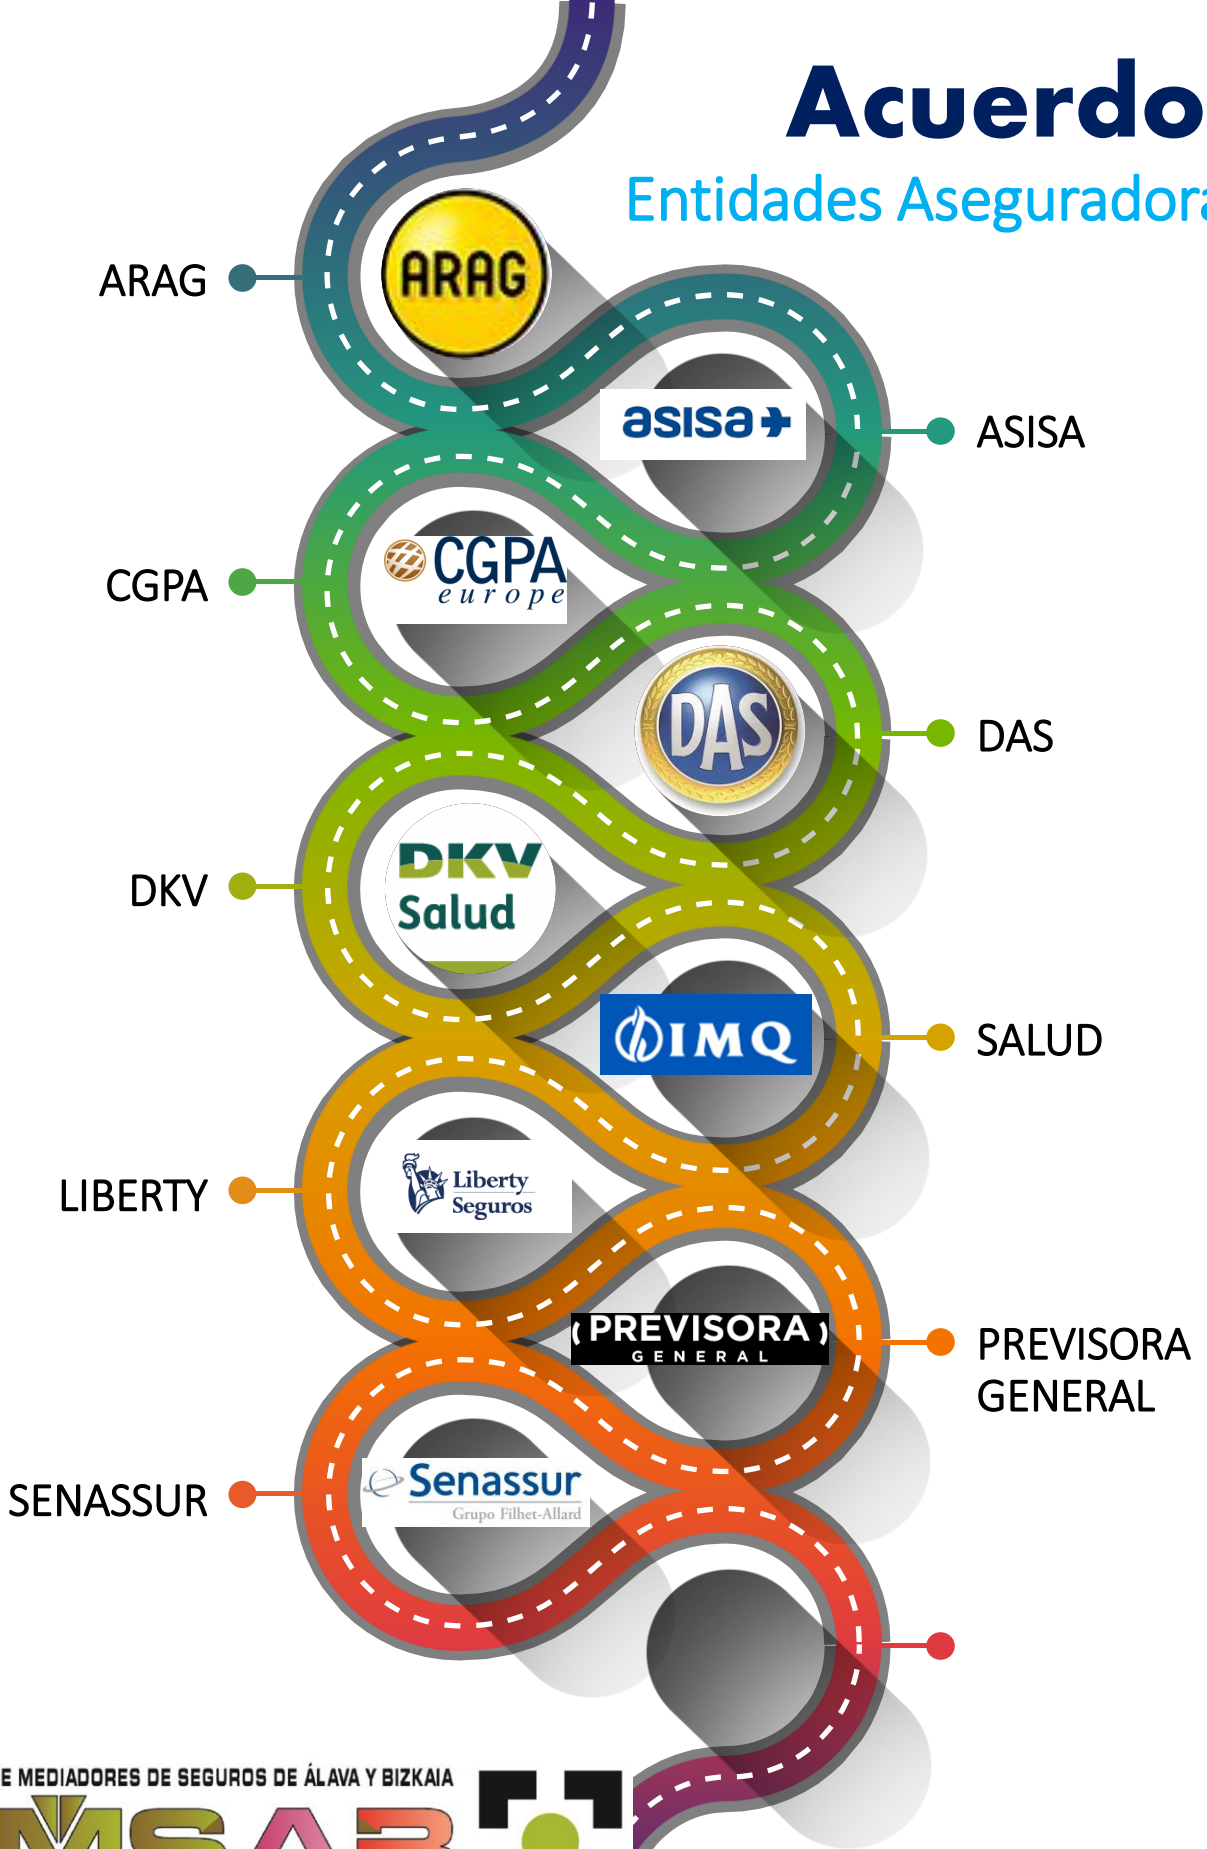 Acuerdo
Entidades Asegurador
ARAG
ARAG
asisa
ASISA
CGPA
CGPA
europe
DAS
DAS
DKV
DKV
Salud
IMQ
SALUD
LIBERTY
Liberty
Seguros
(PREVISORA)
GENERAL
PREVISORA
GENERAL
SENASSUR
Senassur
Grupo Filhet-Allard
E MEDIADORES DE SEGUROS DE ÁLAVA Y BIZKAIA
MSAB